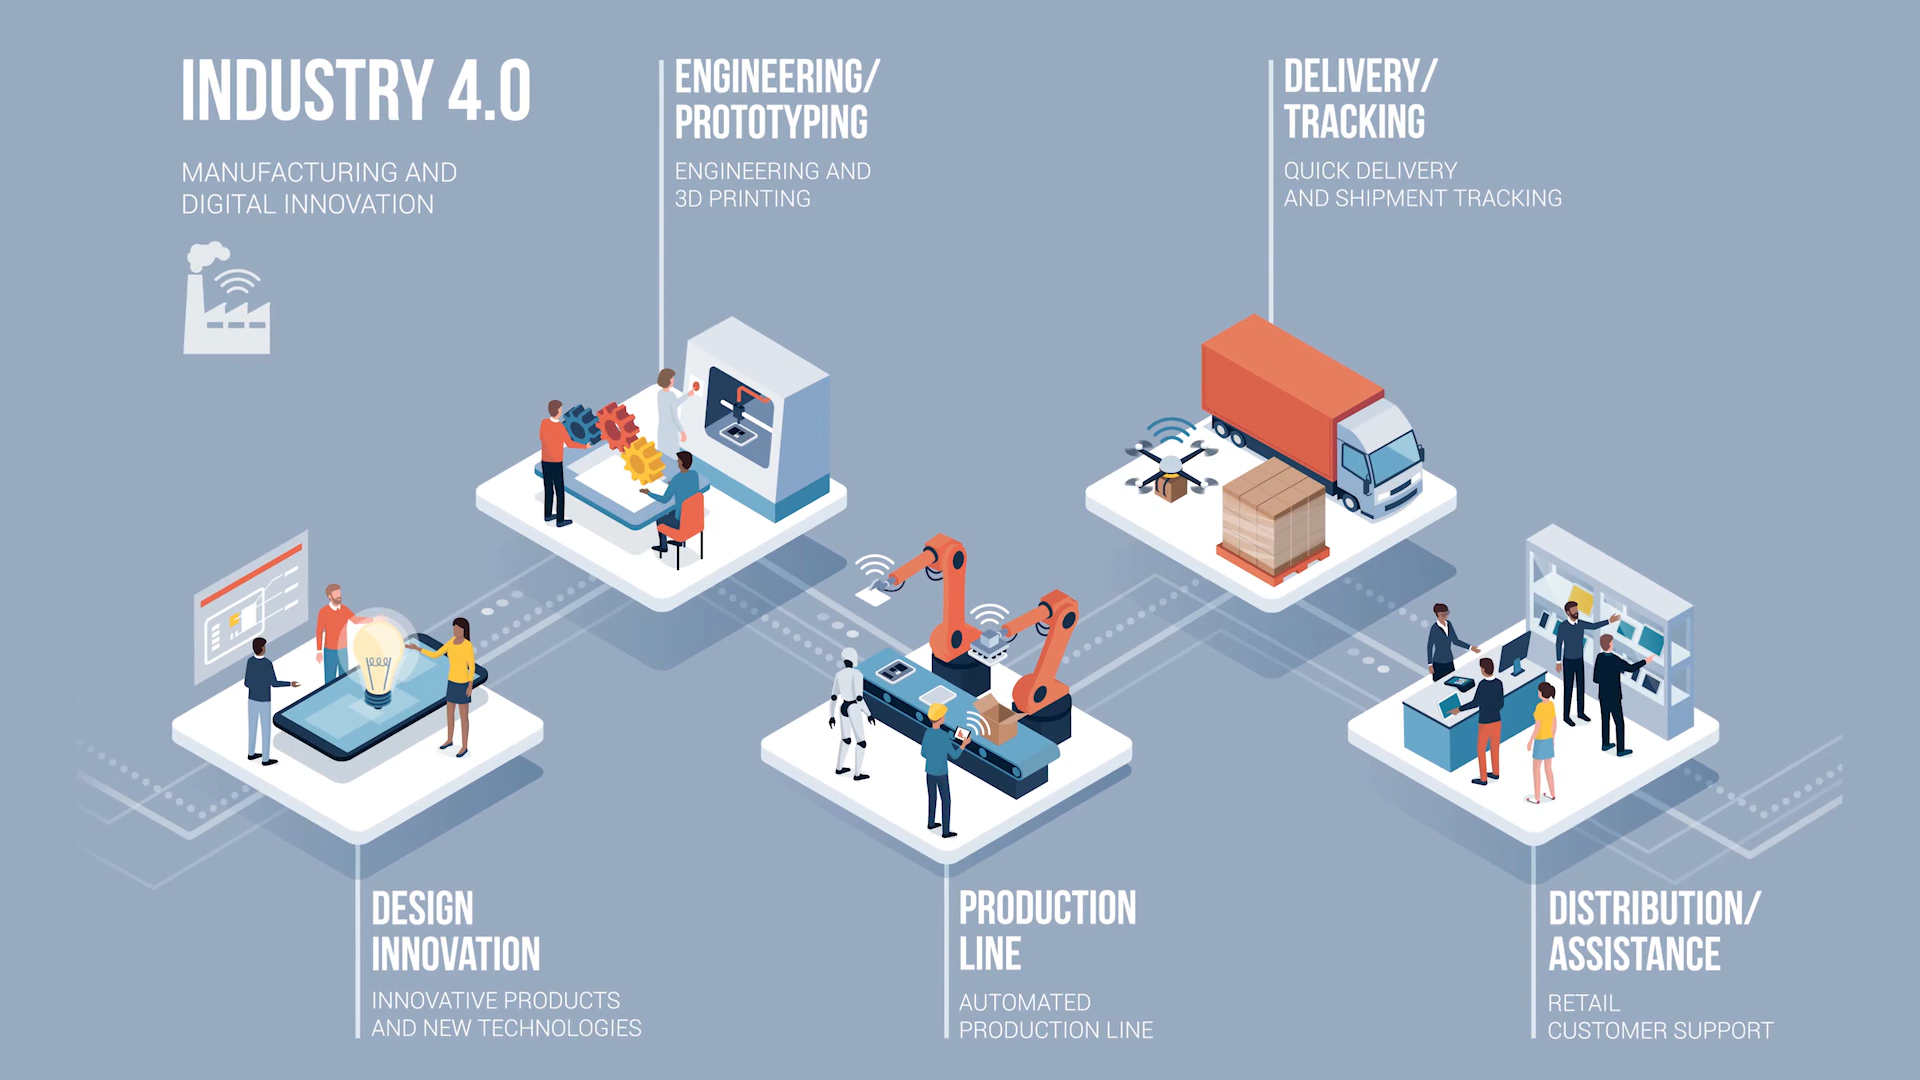 INDUSTRY 4.0
MANUFACTURING AND
DIGITAL INNOVATION
ENGINEERING/
PROTOTYPING
ENGINEERING AND
3D PRINTING
DELIVERY/
TRACKING
QUICK DELIVERY
AND SHIPMENT TRACKING
DESIGN
INNOVATION
INNOVATIVE PRODUCTS
AND NEW TECHNOLOGIES
PRODUCTION
LINE
AUTOMATED
PRODUCTION LINE
DISTRIBUTION/
ASSISTANCE
RETAIL
CUSTOMER SUPPORT